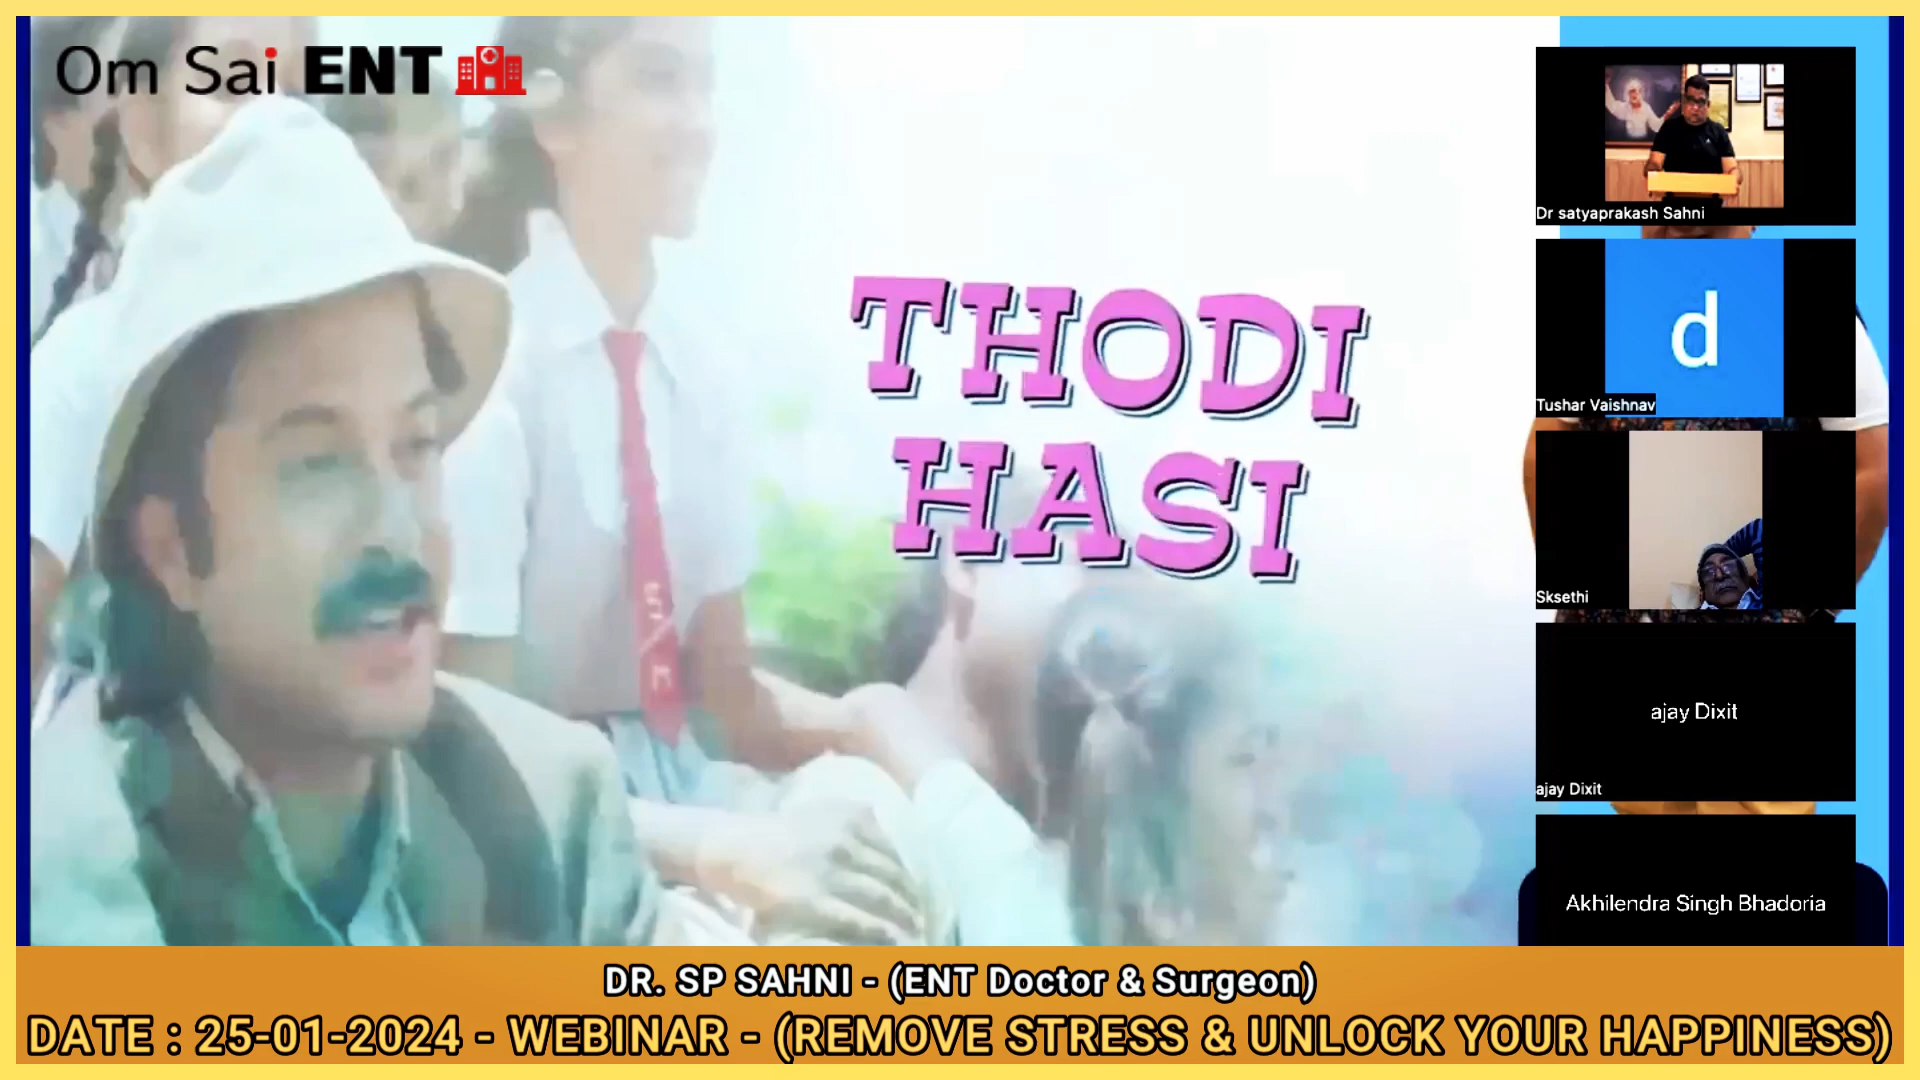 Om Sai ENT
THODI
HASI
S
M
Dr satyaprakash Sahni
d
Tushar Vaishnav
Sksethi
ajay Dixit
ajay Dixit
Akhilendra Singh Bhadoria
DR. SP SAHNI - (ENT Doctor & Surgeon)
DATE : 25-01-2024 - WEBINAR - (REMOVE STRESS & UNLOCK YOUR HAPPINESS)